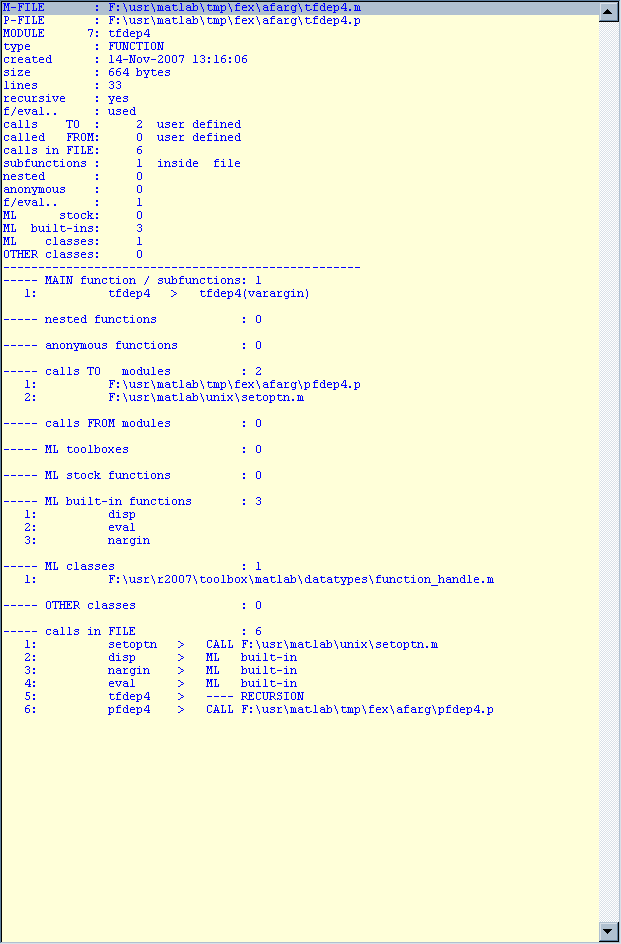 M-FILE       : F:\usr\matlab\tmp\fex\afarg\tfdep4.m
P-FILE       : F:\usr\matlab\tmp\fex\afarg\tfdep4.p
MODULE      7: tfdep4
type         : FUNCTION
created      : 14-Nov-2007 13:16:06
size         : 664 bytes
lines        : 33
recursive    : yes
f/eval..     : used
calls    TO  :     2  user defined
called   FROM:     0  user defined
calls in FILE:     6
subfunctions :     1  inside  file
nested       :     0
anonymous    :     0
f/eval..     :     1
ML      stock:     0
ML  built-ins:     3
ML    classes:     1
OTHER classes:     0
---------------------------------------------------
----- MAIN function / subfunctions: 1
   1:          tfdep4  >   tfdep4(varargin)
----- nested functions            : 0
----- anonymous functions         : 0
----- calls TO   modules          : 2
   1:          F:\usr\matlab\tmp\fex\afarg\pfdep4.p
   2:          F:\usr\matlab\unix\setoptn.m
----- calls FROM modules          : 0
----- ML toolboxes                : 0
----- ML stock functions          : 0
----- ML built-in functions       : 3
   1:          disp
   2:          eval
   3:          nargin
----- ML classes                  : 1
   1:          F:\usr\r2007\toolbox\matlab\datatypes\function_handle.m
----- OTHER classes               : 0
----- calls in FILE               : 6
   1:          setoptn   >   CALL F:\usr\matlab\unix\setoptn.m
   2:          disp      >   ML   built-in
   3:          nargin    >   ML   built-in
   4:          eval      >   ML   built-in
   5:          tfdep4    >   ---- RECURSION
   6:          pfdep4    >   CALL F:\usr\matlab\tmp\fex\afarg\pfdep4.p